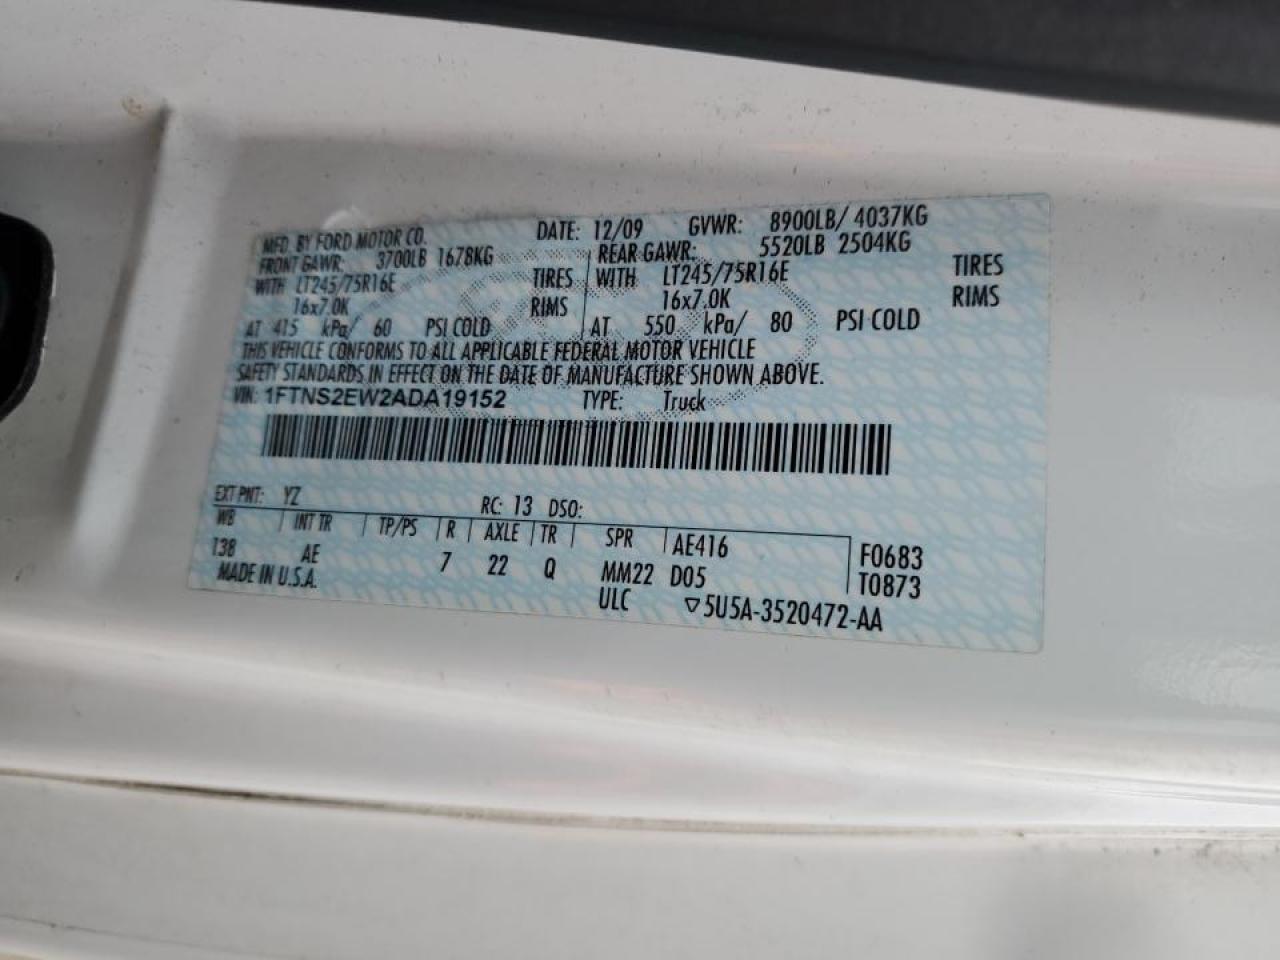 MFD. BY FORD MOTOR CO. DATE: 12/09 GVWR: 8900LB/ 4037KG
FRONT GAWR: 3700LB 1678KG REAR GAWR: 5520LB 2504KG
WITH LT245/75R16E TIRES WITH LT245/75R16E TIRES
16x7.0K RIMS 16x7.0K RIMS
AT 415 kPa/ 60 PSI COLD AT 550 kPa/ 80 PSI COLD
THIS VEHICLE CONFORMS TO ALL APPLICABLE FEDERAL MOTOR VEHICLE
SAFETY STANDARDS IN EFFECT ON THE DATE OF MANUFACTURE SHOWN ABOVE.
VIN: 1FTNS2EW2ADA19152 TYPE: Truck
EXT PNT: YZ RC: 13 DSO:
WB INT TR TP/PS R AXLE TR SPR AE416 F0683
138 AE 7 22 Q MM22 D05 T0873
MADE IN U.S.A. ULC ▽5U5A-3520472-AA